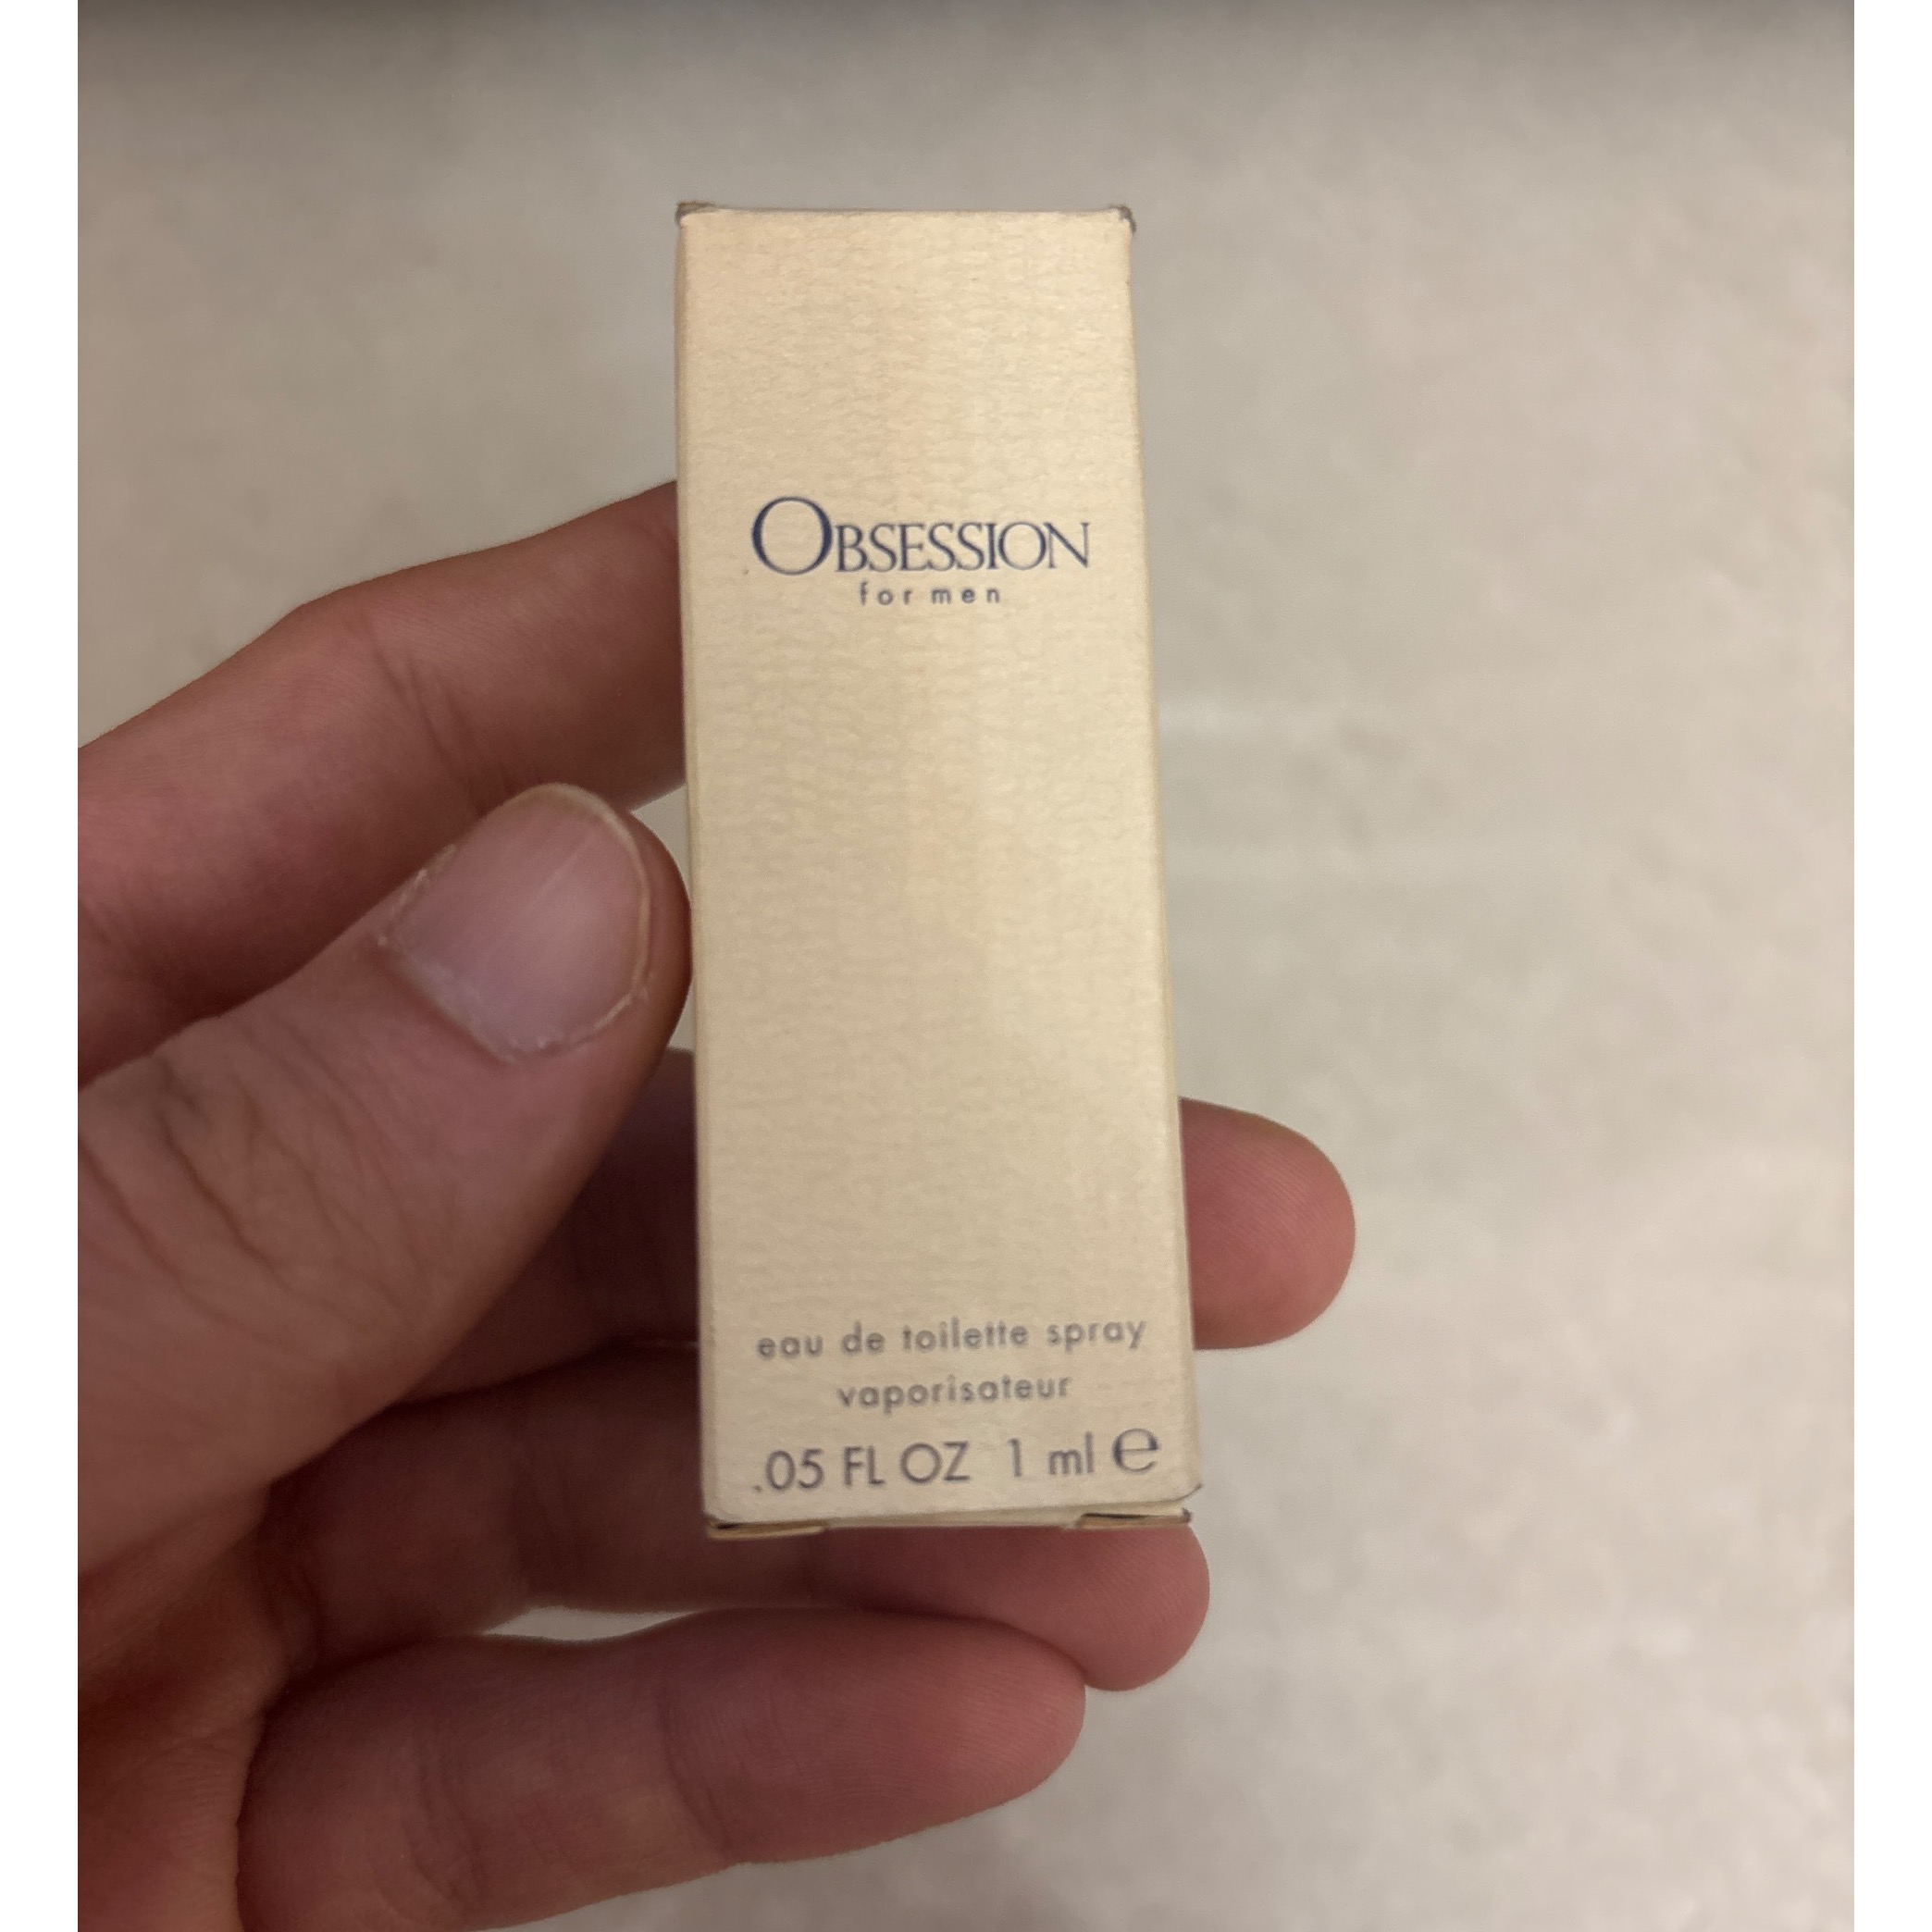 OBSESSION
for men
eau de toilette spray
vaporisateur
.05 FL OZ 1 ml ℮